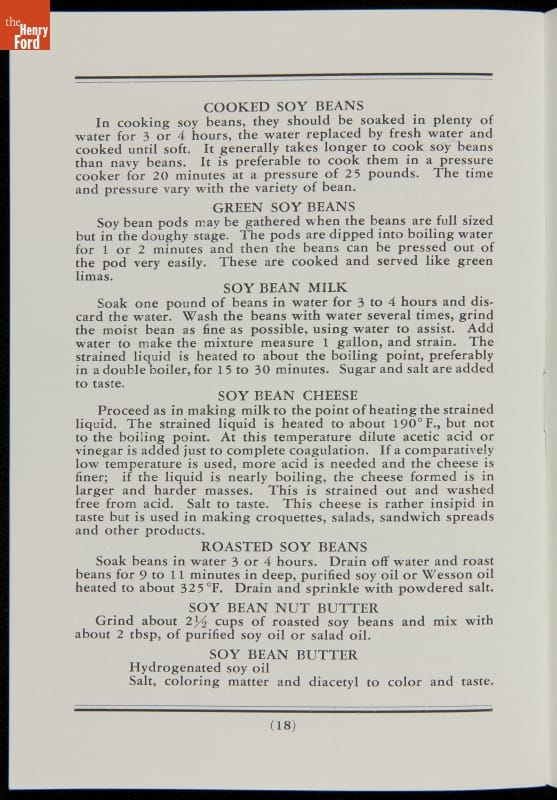 the
Henry
Ford
COOKED SOY BEANS
In cooking soy beans, they should be soaked in plenty of
water for 3 or 4 hours, the water replaced by fresh water and
cooked until soft. It generally takes longer to cook soy beans
than navy beans. It is preferable to cook them in a pressure
cooker for 20 minutes at a pressure of 25 pounds. The time
and pressure vary with the variety of bean.
GREEN SOY BEANS
Soy bean pods may be gathered when the beans are full sized
but in the doughy stage. The pods are dipped into boiling water
for 1 or 2 minutes and then the beans can be pressed out of
the pod very easily. These are cooked and served like green
limas.
SOY BEAN MILK
Soak one pound of beans in water for 3 to 4 hours and dis-
card the water. Wash the beans with water several times, grind
the moist bean as fine as possible, using water to assist. Add
water to make the mixture measure 1 gallon, and strain. The
strained liquid is heated to about the boiling point, preferably
in a double boiler, for 15 to 30 minutes. Sugar and salt are added
to taste.
SOY BEAN CHEESE
Proceed as in making milk to the point of heating the strained
liquid. The strained liquid is heated to about 190° F., but not
to the boiling point. At this temperature dilute acetic acid or
vinegar is added just to complete coagulation. If a comparatively
low temperature is used, more acid is needed and the cheese is
finer; if the liquid is nearly boiling, the cheese formed is in
larger and harder masses. This is strained out and washed
free from acid. Salt to taste. This cheese is rather insipid in
taste but is used in making croquettes, salads, sandwich spreads
and other products.
ROASTED SOY BEANS
Soak beans in water 3 or 4 hours. Drain off water and roast
beans for 9 to 11 minutes in deep, purified soy oil or Wesson oil
heated to about 325°F. Drain and sprinkle with powdered salt.
SOY BEAN NUT BUTTER
Grind about 2½ cups of roasted soy beans and mix with
about 2 tbsp, of purified soy oil or salad oil.
SOY BEAN BUTTER
Hydrogenated soy oil
Salt, coloring matter and diacetyl to color and taste.
(18)